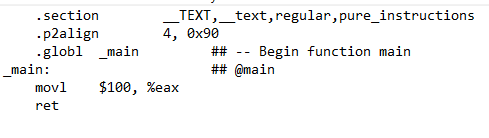 .section __TEXT,__text,regular,pure_instructions
.p2align 4, 0x90
.globl _main ## -- Begin function main
_main: ## @main
movl $100, %eax
ret